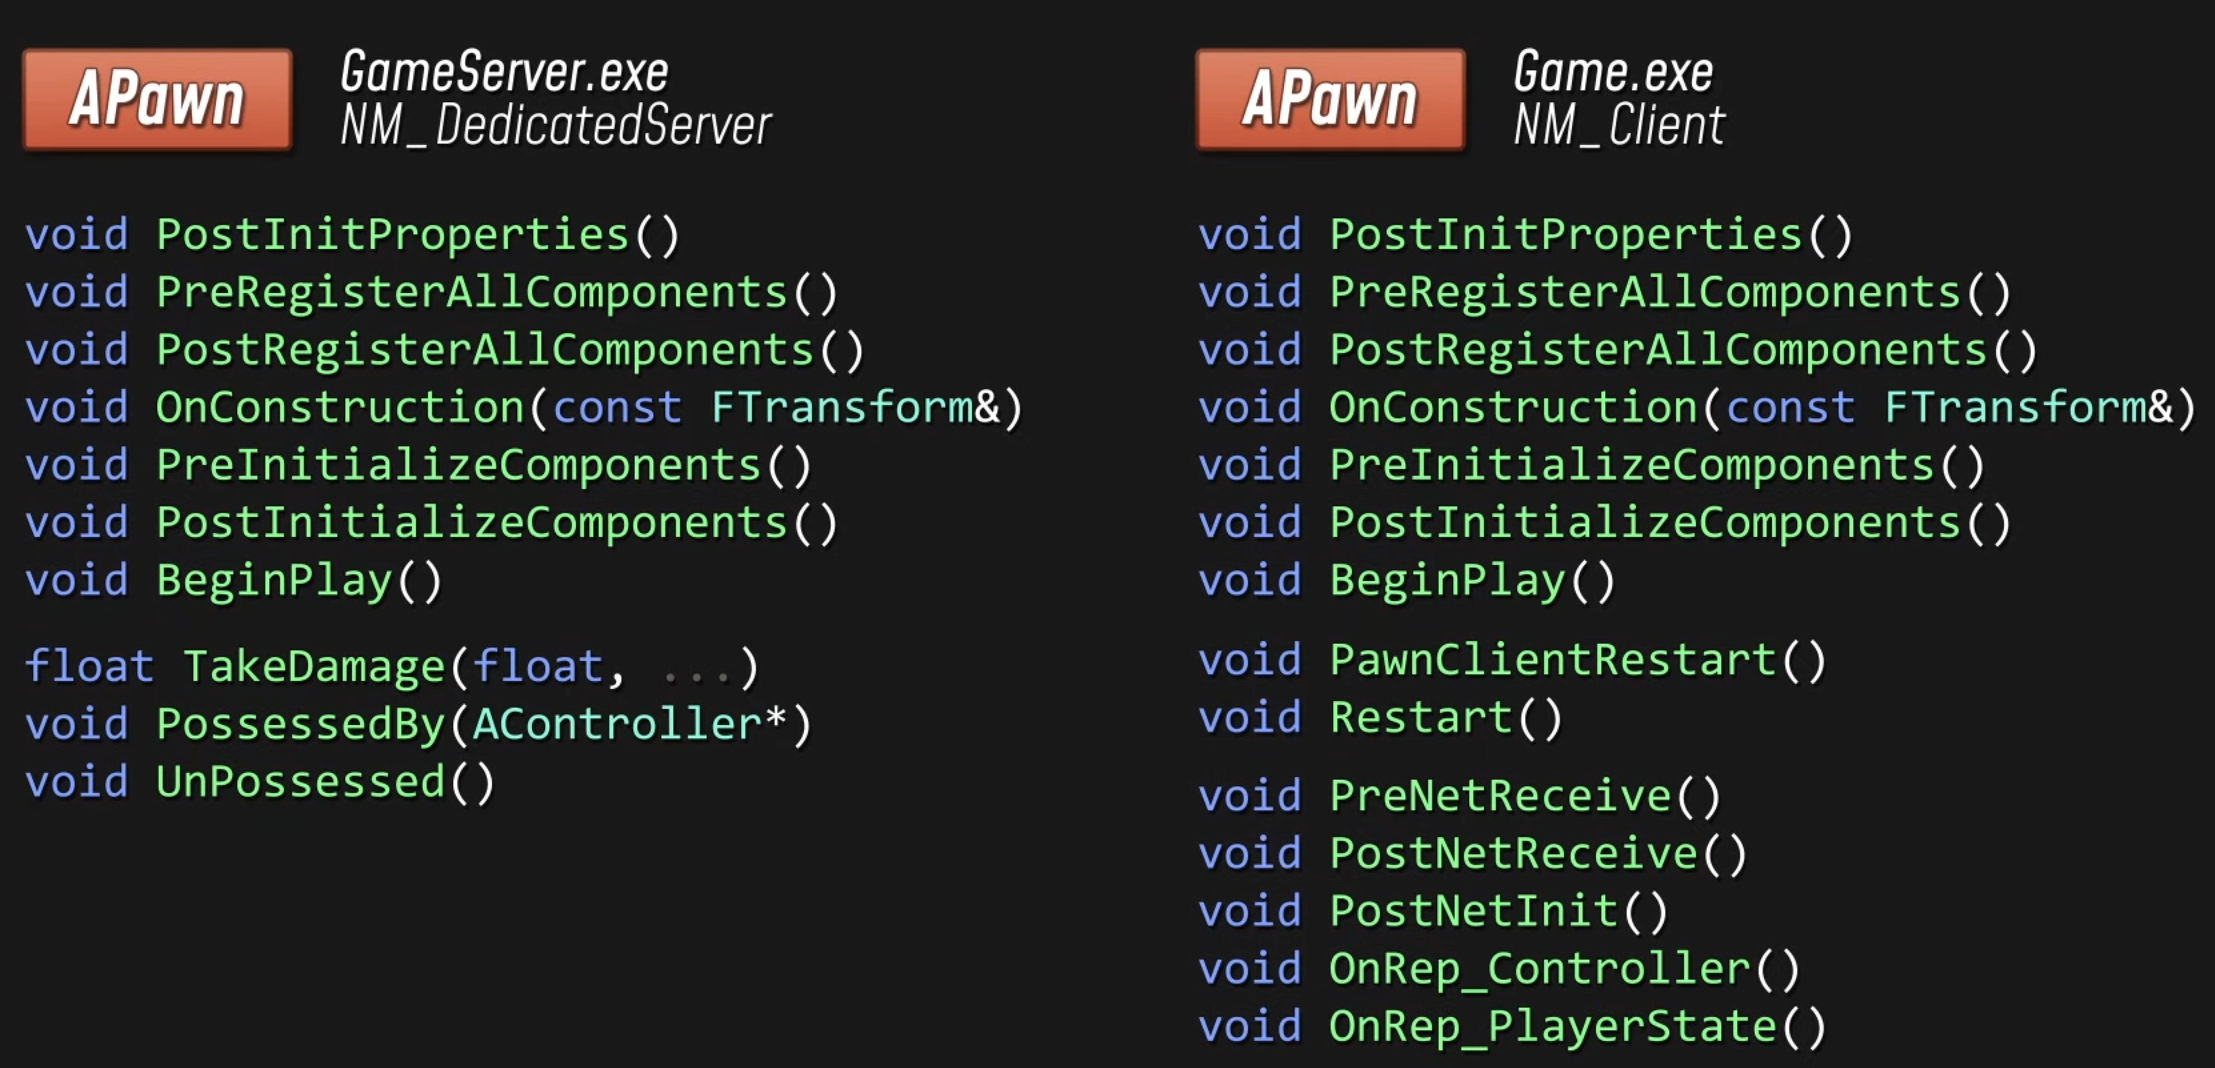 APawn
GameServer.exe
NM_DedicatedServer
void PostInitProperties()
void PreRegisterAllComponents()
void PostRegisterAllComponents()
void OnConstruction(const FTransform&)
void PreInitializeComponents()
void PostInitializeComponents()
void BeginPlay()
float TakeDamage(float, ...)
void PossessedBy(AController*)
void UnPossessed()
APawn
Game.exe
NM_Client
void PostInitProperties()
void PreRegisterAllComponents()
void PostRegisterAllComponents()
void OnConstruction(const FTransform&)
void PreInitializeComponents()
void PostInitializeComponents()
void BeginPlay()
void PawnClientRestart()
void Restart()
void PreNetReceive()
void PostNetReceive()
void PostNetInit()
void OnRep_Controller()
void OnRep_PlayerState()